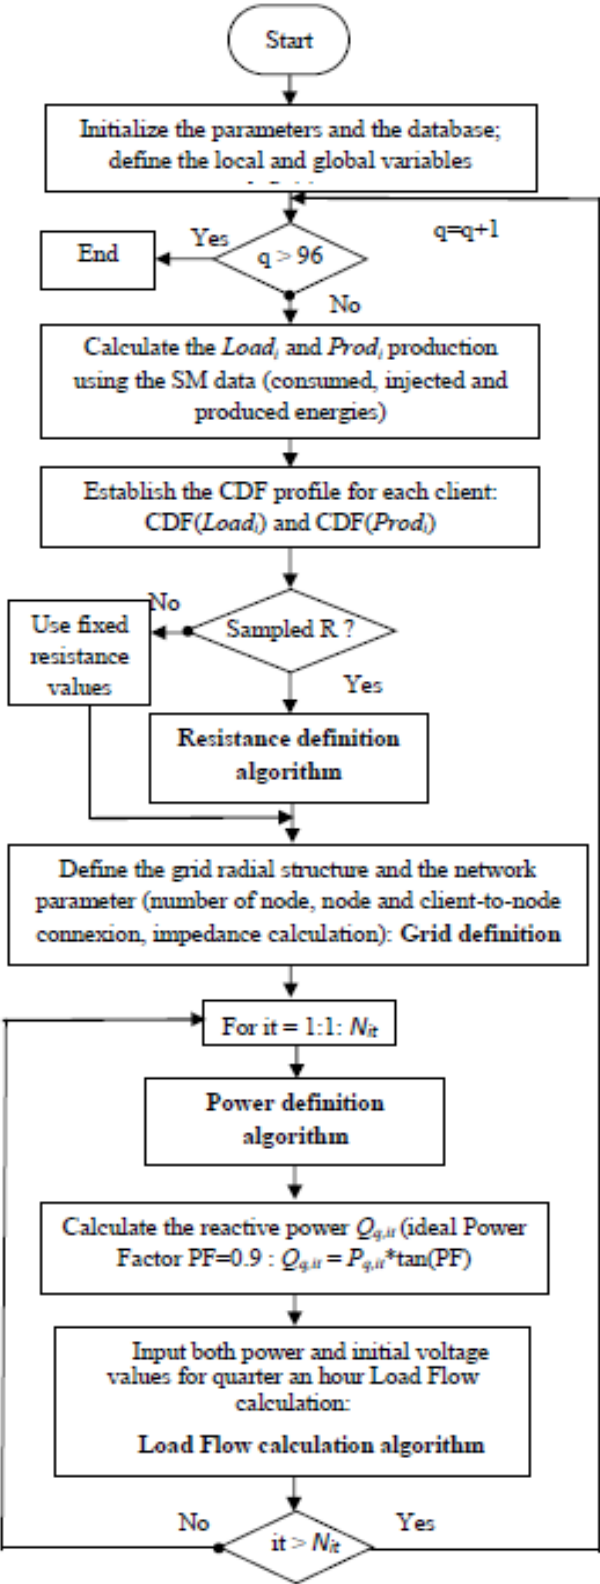 Start
Initialize the parameters and the database;
define the local and global variables
q=q+1
Yes
End
q > 96
No
Calculate the Loadi and Prodi production
using the SM data (consumed, injected and
produced energies)
Establish the CDF profile for each client:
CDF(Loadi) and CDF(Prodi)
No
Use fixed
resistance
values
Sampled R ?
Yes
Resistance definition
algorithm
Define the grid radial structure and the network
parameter (number of node, node and client-to-node
connexion, impedance calculation): Grid definition
For it = 1:1: Nit
Power definition
algorithm
Calculate the reactive power Qq,it (ideal Power
Factor PF=0.9 : Qq,it = Pq,it*tan(PF)
Input both power and initial voltage
values for quarter an hour Load Flow
calculation:
Load Flow calculation algorithm
No
it > Nit
Yes